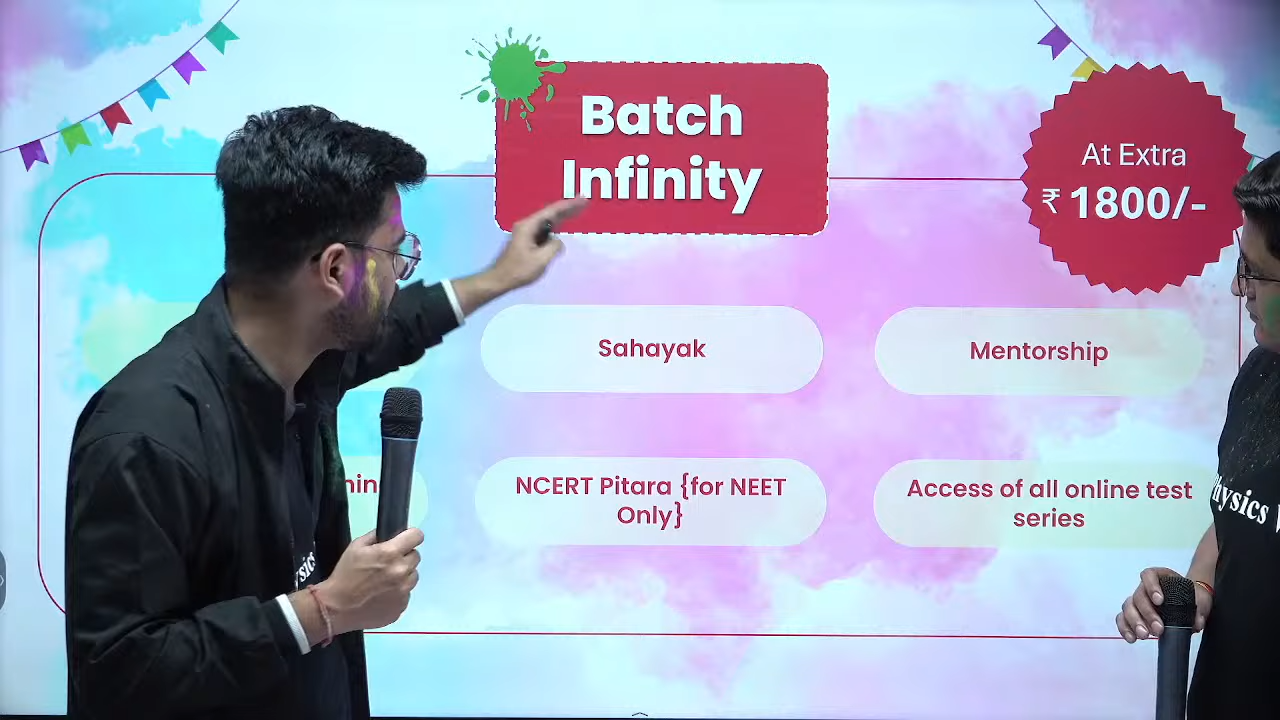 Batch
Infinity
At Extra
₹ 1800/-
Sahayak
Mentorship
NCERT Pitara {for NEET
Only}
Access of all online test
series